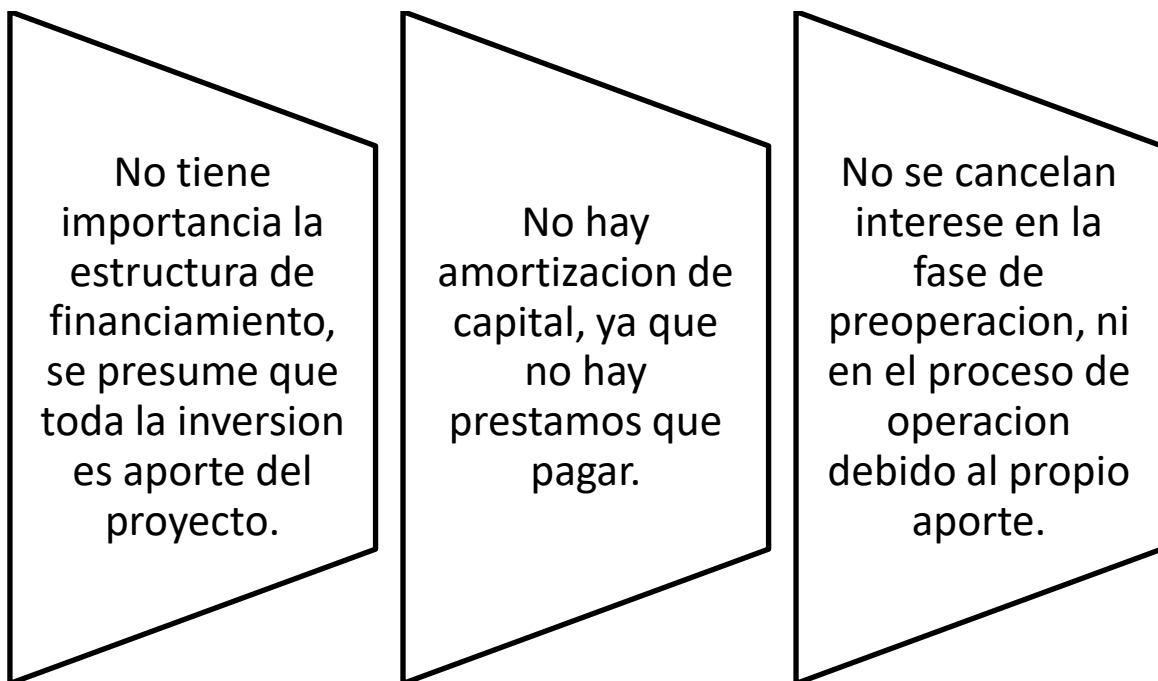 No tiene
importancia la
estructura de
financiamiento,
se presume que
toda la inversion
es aporte del
proyecto.
No hay
amortizacion de
capital, ya que
no hay
prestamos que
pagar.
No se cancelan
interese en la
fase de
preoperacion, ni
en el proceso de
operacion
debido al propio
aporte.